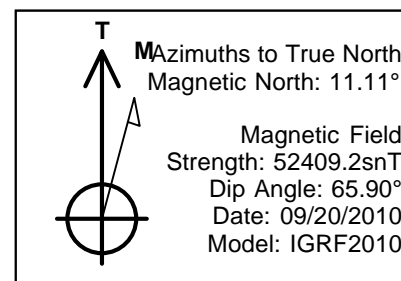 T
M
Azimuths to True North
Magnetic North: 11.11°
Magnetic Field
Strength: 52409.2snT
Dip Angle: 65.90°
Date: 09/20/2010
Model: IGRF2010